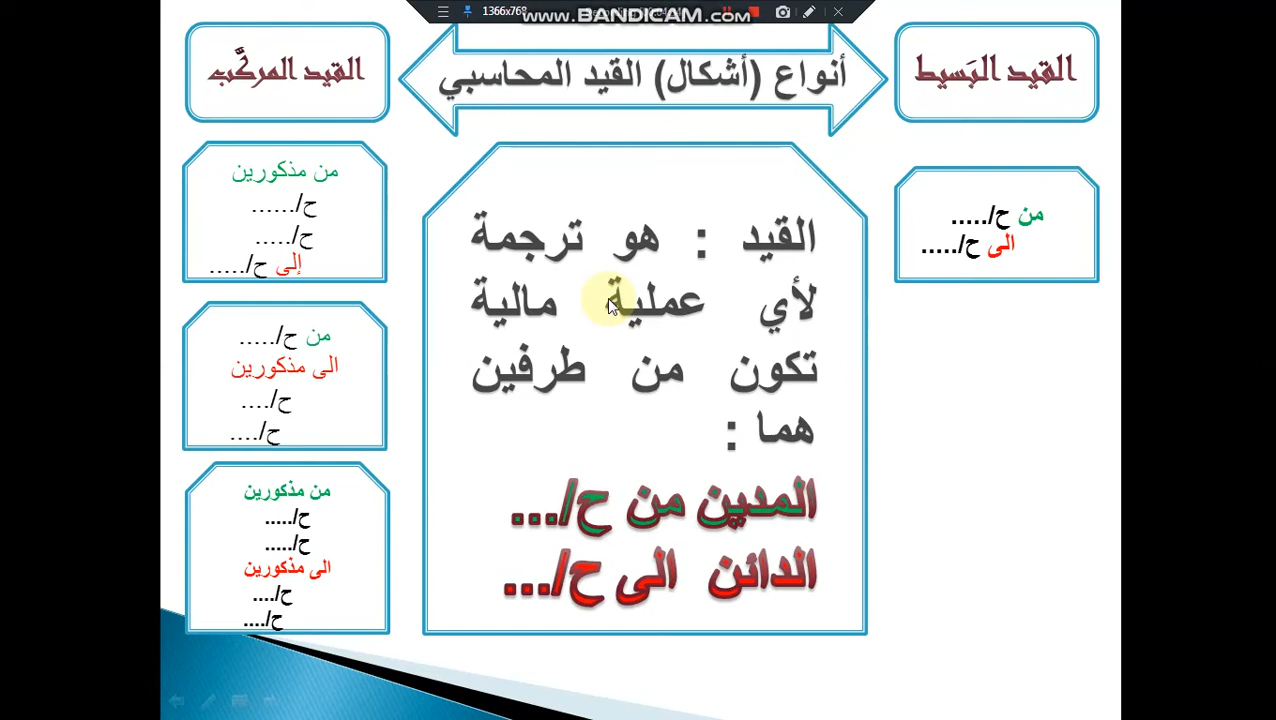 1366x768
www.BANDICAM.com
أنواع (أشكال) القيد المحاسبي
القيد البَسيط
من ح/.....
الى ح/.....
القيد : هو ترجمة
لأي عملية مالية
تكون من طرفين
هما :
المدين من ح/...
الدائن الى ح/...
القيد المركَّب
من مذكورين
ح/......
ح/.....
إلى ح/.....
من ح/.....
الى مذكورين
ح/....
ح/....
من مذكورين
ح/.....
ح/.....
الى مذكورين
ح/....
ح/....